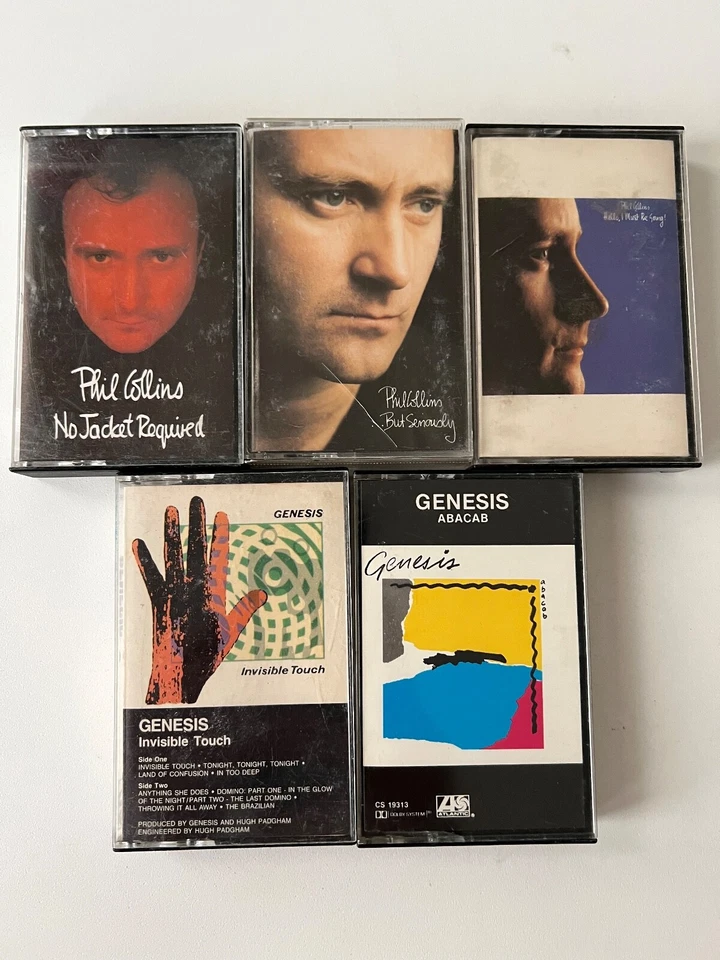 Phil Collins
No Jacket Required
Phil Collins
...But Seriously
Phil Collins
Hello, I Must Be Going!
GENESIS
Invisible Touch
GENESIS
Invisible Touch
Side One
INVISIBLE TOUCH • TONIGHT, TONIGHT, TONIGHT •
LAND OF CONFUSION • IN TOO DEEP
Side Two
ANYTHING SHE DOES • DOMINO: PART ONE - IN THE GLOW
OF THE NIGHT/PART TWO - THE LAST DOMINO •
THROWING IT ALL AWAY • THE BRAZILIAN
PRODUCED BY GENESIS AND HUGH PADGHAM
ENGINEERED BY HUGH PADGHAM
GENESIS
ABACAB
Genesis
abacab
CS 19313
DOLBY SYSTEM
ATLANTIC